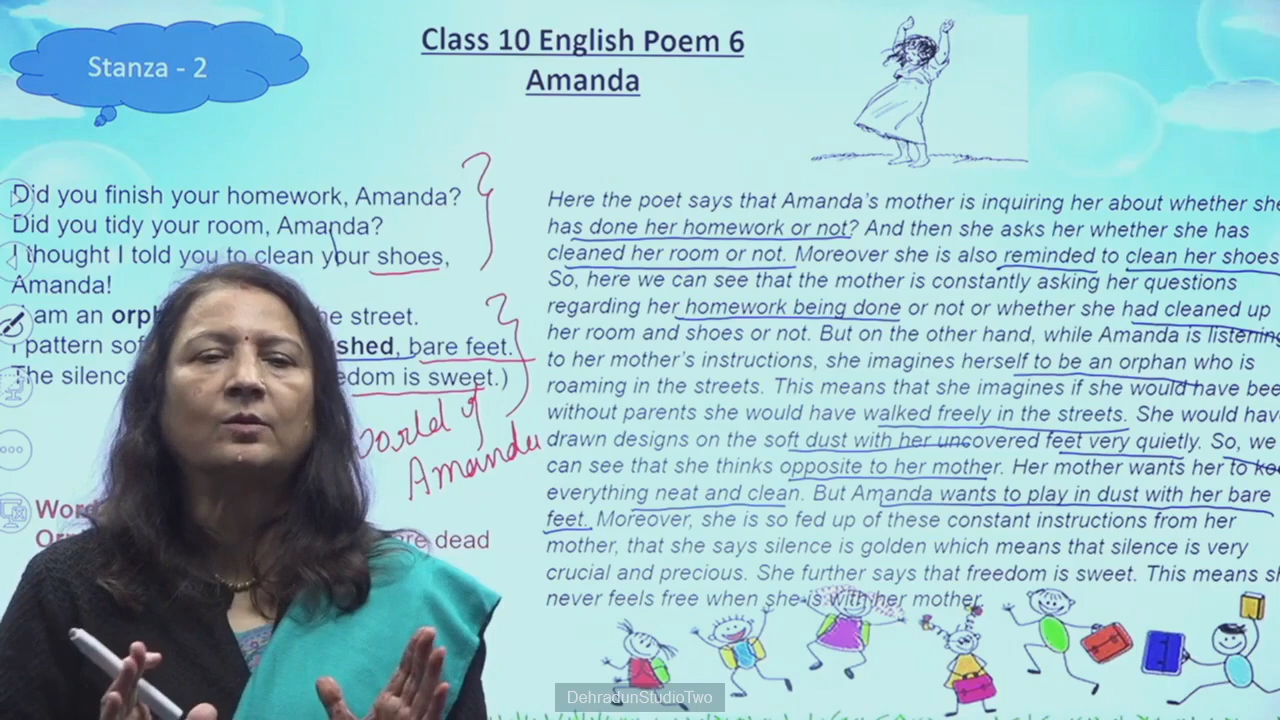 Stanza - 2
Class 10 English Poem 6
Amanda
Did you finish your homework, Amanda?
Did you tidy your room, Amanda?
I thought I told you to clean your shoes,
Amanda!
am an orph he street.
I pattern sof shed, bare feet.
The silence edom is sweet.)
World of
Amanda
Word
Orp are dead
Here the poet says that Amanda's mother is inquiring her about whether she
has done her homework or not? And then she asks her whether she has
cleaned her room or not. Moreover she is also reminded to clean her shoes
So, here we can see that the mother is constantly asking her questions
regarding her homework being done or not or whether she had cleaned up
her room and shoes or not. But on the other hand, while Amanda is listening
to her mother's instructions, she imagines herself to be an orphan who is
roaming in the streets. This means that she imagines if she would have bee
without parents she would have walked freely in the streets. She would hav
drawn designs on the soft dust with her uncovered feet very quietly. So, we
can see that she thinks opposite to her mother. Her mother wants her to kee
everything neat and clean. But Amanda wants to play in dust with her bare
feet. Moreover, she is so fed up of these constant instructions from her
mother, that she says silence is golden which means that silence is very
crucial and precious. She further says that freedom is sweet. This means sh
never feels free when she is with her mother.
DehradunStudioTwo